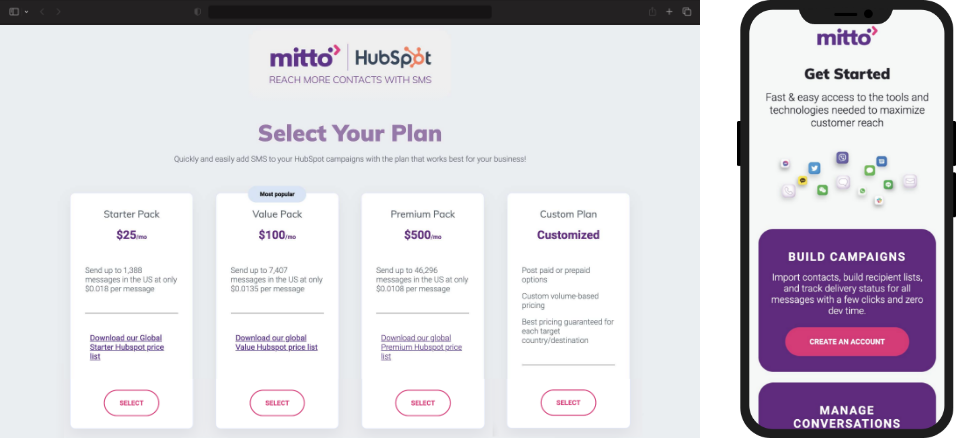 mitto
HubSpot
REACH MORE CONTACTS WITH SMS
Select Your Plan
Quickly and easily add SMS to your HubSpot campaigns with the plan that works best for your business!
Starter Pack
$25/mo
Send up to 1,388
messages in the US at only
$0.018 per message
Download our Global
Starter Hubspot price
list
SELECT
Most popular
Value Pack
$100/mo
Send up to 7,407
messages in the US at only
$0.0135 per message
Download our global
Value Hubspot price list
SELECT
Premium Pack
$500/mo
Send up to 46,296
messages in the US at only
$0.0108 per message
Download our global
Premium Hubspot price
list
SELECT
Custom Plan
Customized
Post paid or prepaid
options
Custom volume-based
pricing
Best pricing guaranteed for
each target
country/destination
SELECT
mitto
Get Started
Fast & easy access to the tools and
technologies needed to maximize
customer reach
BUILD CAMPAIGNS
Import contacts, build recipient lists,
and track delivery status for all
messages with a few clicks and zero
dev time.
CREATE AN ACCOUNT
MANAGE
CONVERSATIONS